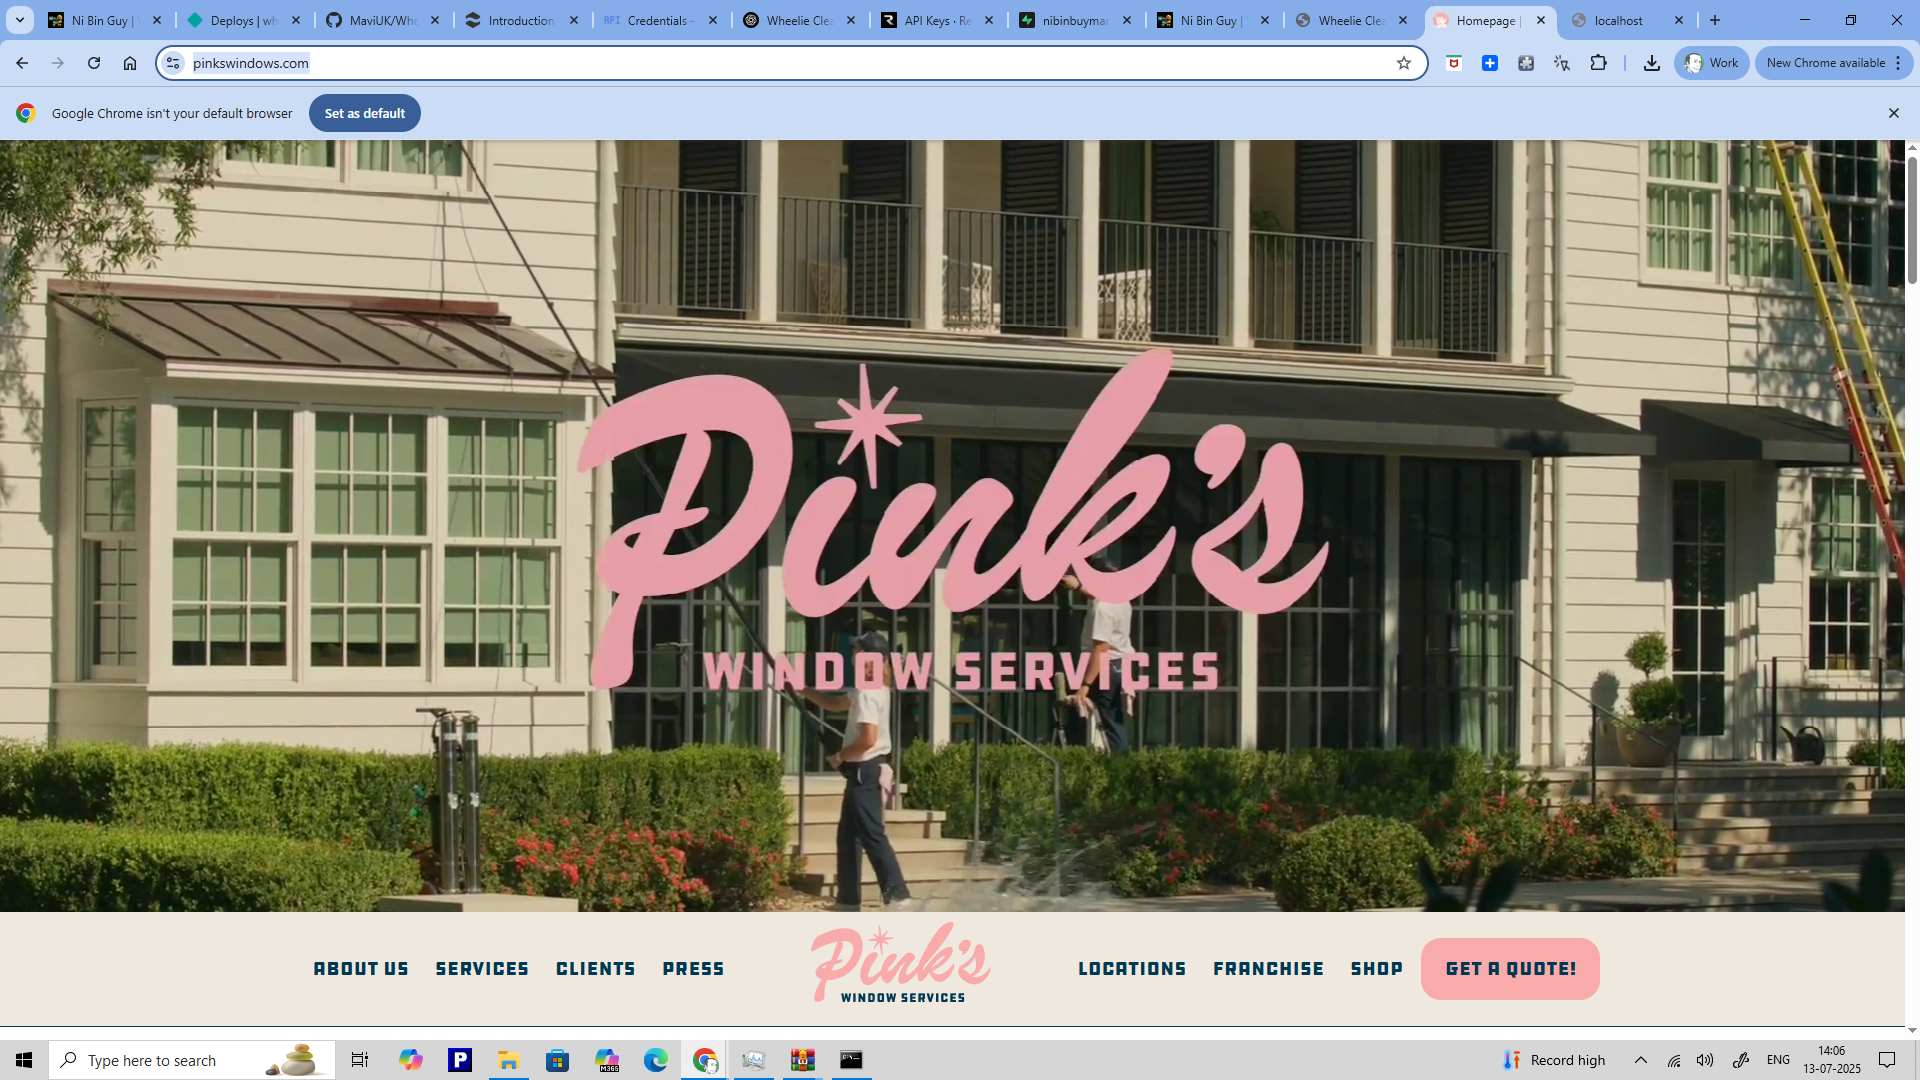 Ni Bin Guy |
Deploys | wh
MaviUK/Whe
Introduction
API
Credentials –
Wheelie Clea
API Keys · Re
nibinbuymar
Ni Bin Guy |
Wheelie Clea
Homepage |
localhost
pinkswindows.com
Work
New Chrome available
Google Chrome isn't your default browser
Set as default
Pink's
WINDOW SERVICES
ABOUT US
SERVICES
CLIENTS
PRESS
Pink's
WINDOW SERVICES
LOCATIONS
FRANCHISE
SHOP
GET A QUOTE!
Type here to search
M365
Record high
ENG
14:06
13-07-2025